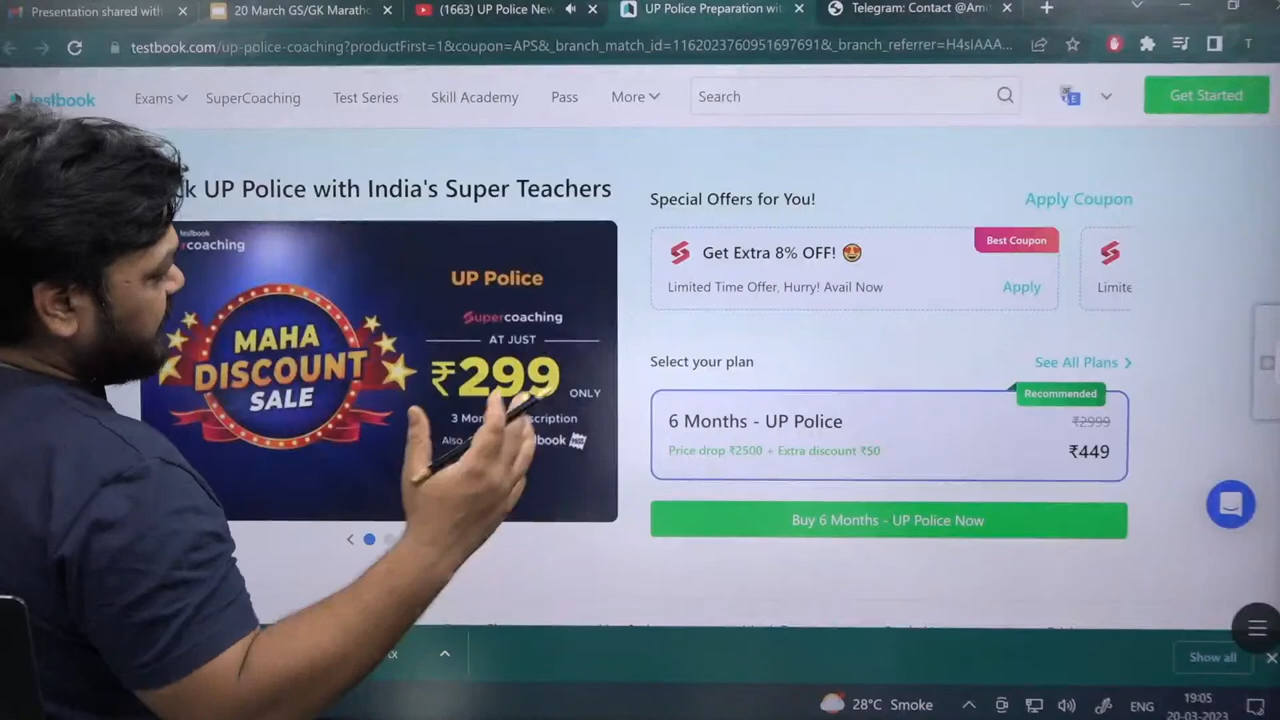 Presentation shared with
20 March GS/GK Maratho
(1663) UP Police New
UP Police Preparation wit
Telegram: Contact @Ami
testbook.com/up-police-coaching?productFirst=1&coupon=APS&_branch_match_id=1162023760951697691&_branch_referrer=H4sIAAA...
T
testbook
Exams
SuperCoaching
Test Series
Skill Academy
Pass
More
Search
Get Started
UP Police with India's Super Teachers
testbook
coaching
MAHA
DISCOUNT
SALE
UP Police
Supercoaching
AT JUST
₹299
ONLY
3
Also
Special Offers for You!
Apply Coupon
Get Extra 8% OFF! 🤩
Best Coupon
Limited Time Offer, Hurry! Avail Now
Apply
Limite
Select your plan
See All Plans
Recommended
6 Months - UP Police
₹2999
Price drop ₹2500 + Extra discount ₹50
₹449
Buy 6 Months - UP Police Now
Show all
28°C Smoke
ENG
19:05
20-03-2023